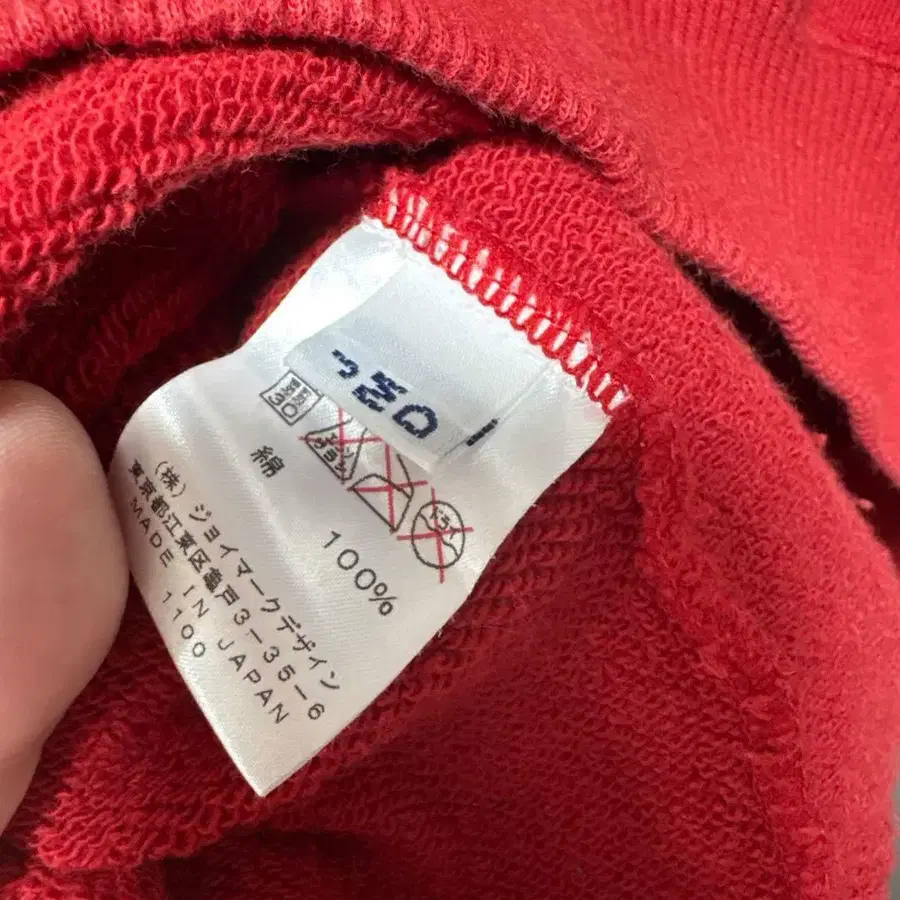 30
綿 100%
(株)ジョイマークデザイン
東京都江東区亀戸3-35-6
MADE IN JAPAN
1100